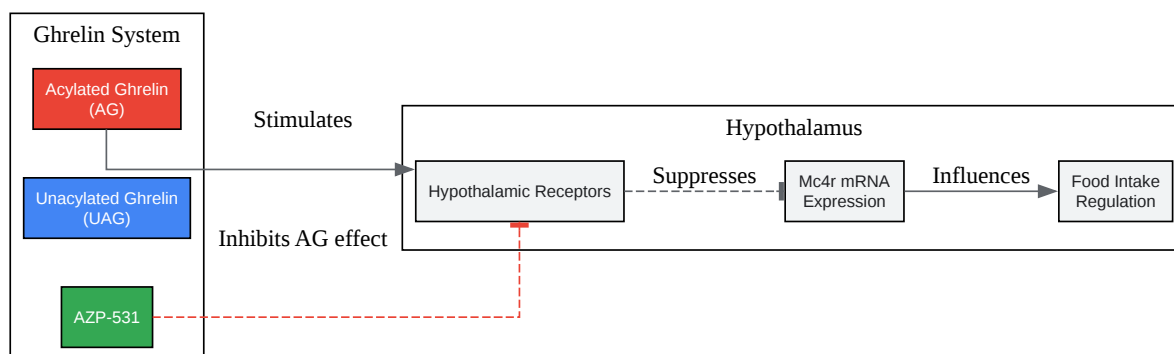 Ghrelin System
Acylated Ghrelin
(AG)
Unacylated Ghrelin
(UAG)
AZP-531
Stimulates
Inhibits AG effect
Hypothalamus
Hypothalamic Receptors
Suppresses
Mc4r mRNA
Expression
Influences
Food Intake
Regulation